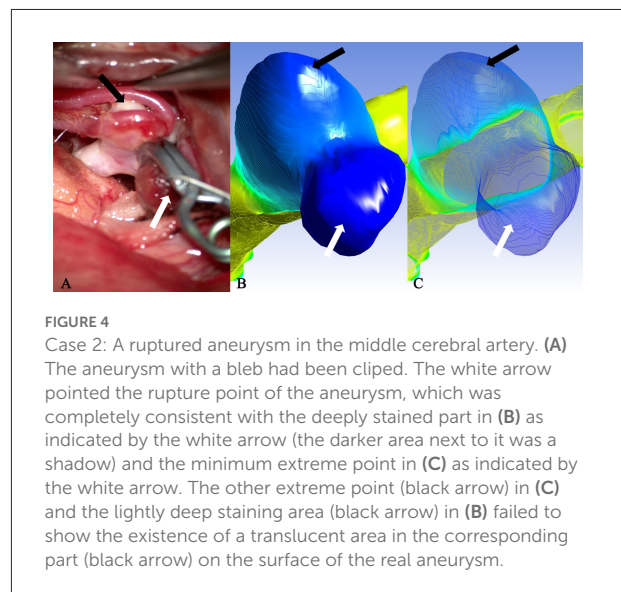 A
B
C
FIGURE 4
Case 2: A ruptured aneurysm in the middle cerebral artery. (A)
The aneurysm with a bleb had been cliped. The white arrow
pointed the rupture point of the aneurysm, which was
completely consistent with the deeply stained part in (B) as
indicated by the white arrow (the darker area next to it was a
shadow) and the minimum extreme point in (C) as indicated by
the white arrow. The other extreme point (black arrow) in (C)
and the lightly deep staining area (black arrow) in (B) failed to
show the existence of a translucent area in the corresponding
part (black arrow) on the surface of the real aneurysm.